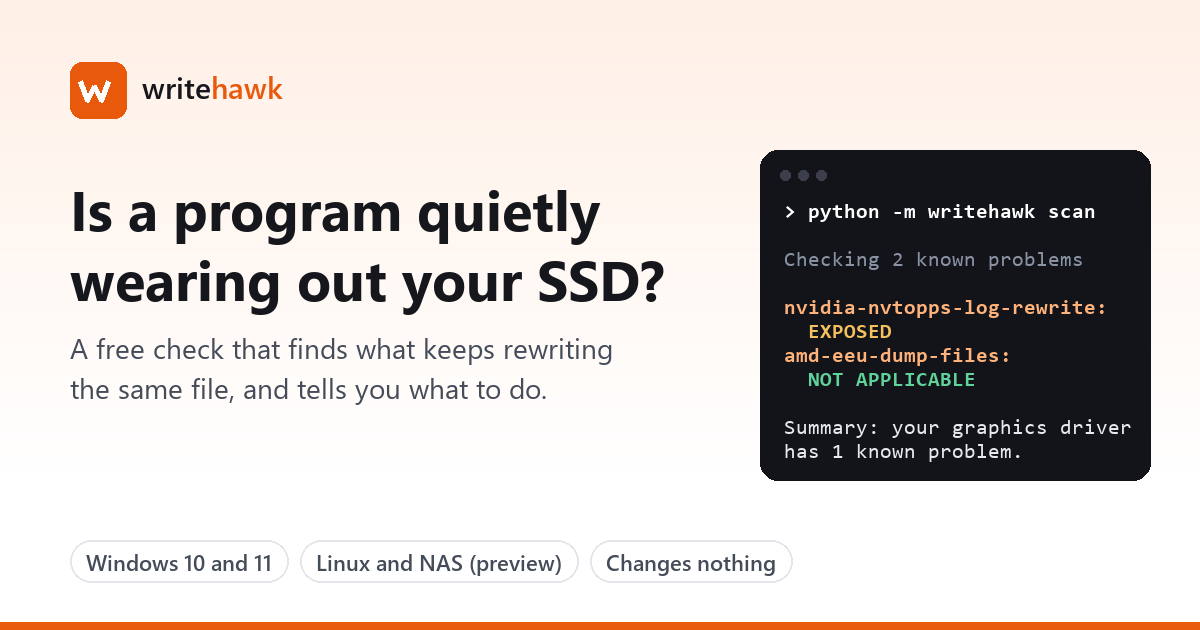 W
writehawk
Is a program quietly
wearing out your SSD?
A free check that finds what keeps rewriting
the same file, and tells you what to do.
> python -m writehawk scan
Checking 2 known problems
nvidia-nvtopps-log-rewrite:
EXPOSED
amd-eeu-dump-files:
NOT APPLICABLE
Summary: your graphics driver
has 1 known problem.
Windows 10 and 11
Linux and NAS (preview)
Changes nothing